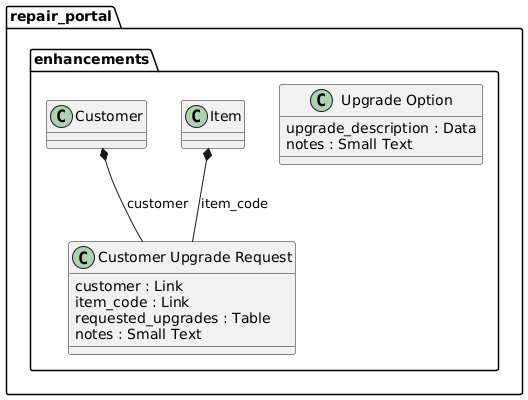 repair_portal
enhancements
C Customer
C Item
C Upgrade Option
upgrade_description : Data
notes : Small Text
customer
item_code
C Customer Upgrade Request
customer : Link
item_code : Link
requested_upgrades : Table
notes : Small Text